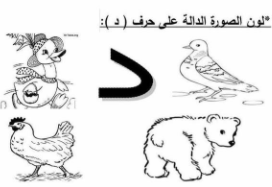 *لون الصورة الدالة على حرف ( د ):
د